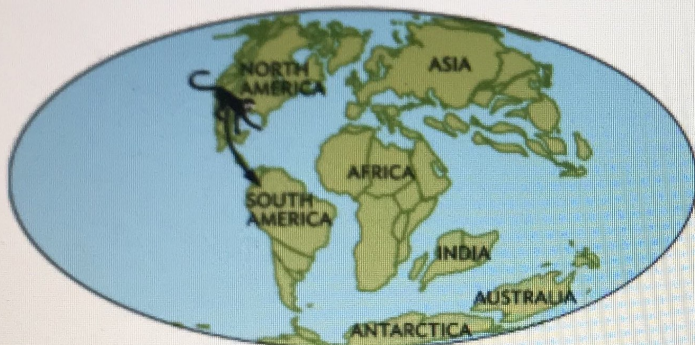 NORTH
AMERICA
ASIA
AFRICA
SOUTH
AMERICA
INDIA
AUSTRALIA
ANTARCTICA